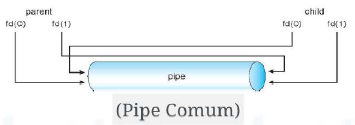 parent child
fd(0) fd(1) fd(0) fd(1)
pipe
(Pipe Comum)